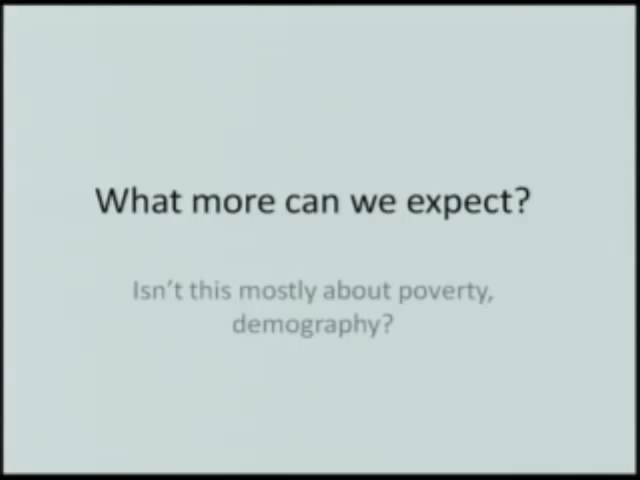 What more can we expect?
Isn't this mostly about poverty,
demography?